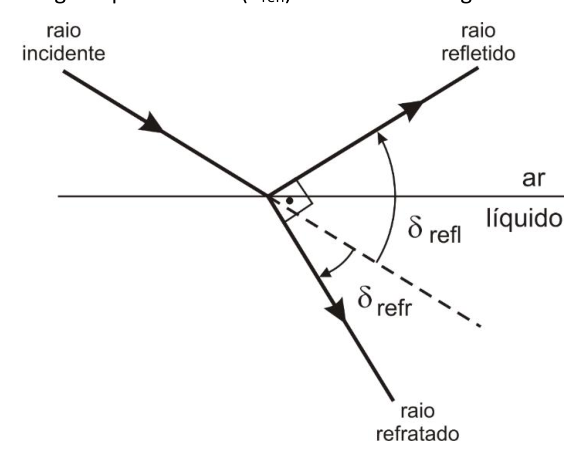 raio
incidente
raio
refletido
ar
líquido
δ refl
δ refr
raio
refratado